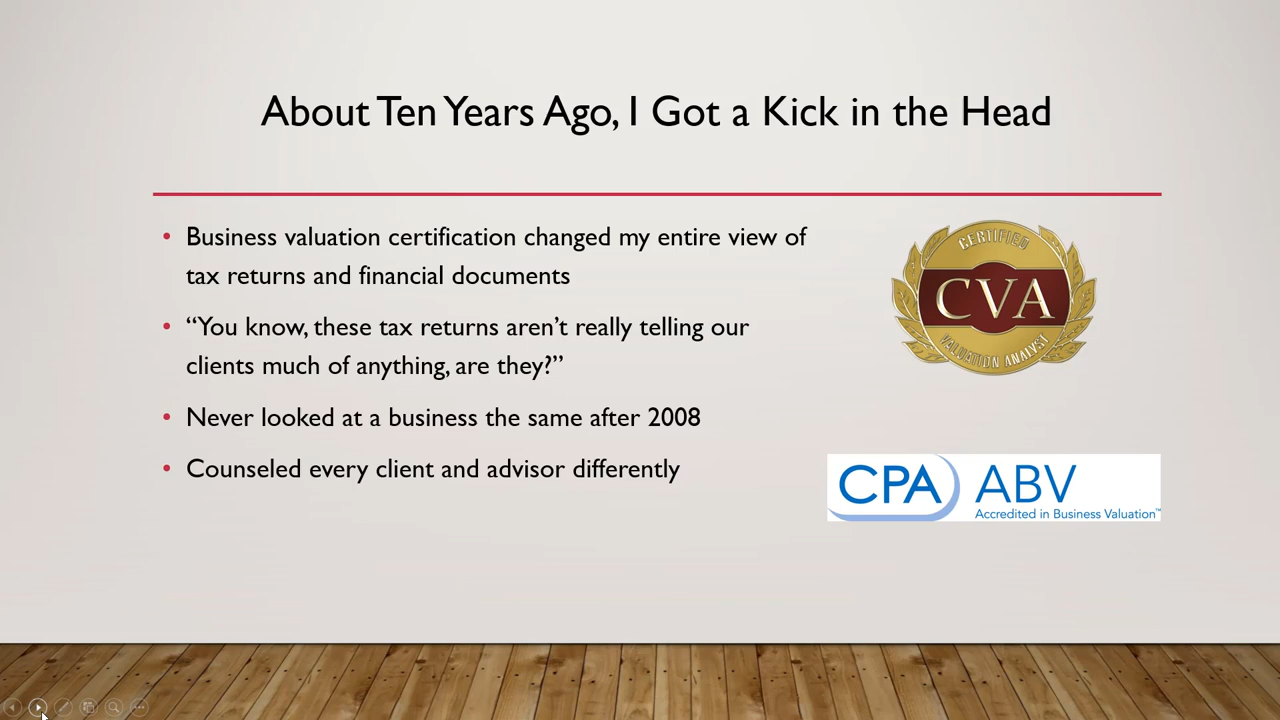 About Ten Years Ago, I Got a Kick in the Head
• Business valuation certification changed my entire view of
tax returns and financial documents
• “You know, these tax returns aren’t really telling our
clients much of anything, are they?”
• Never looked at a business the same after 2008
• Counseled every client and advisor differently
CERTIFIED
CVA
VALUATION ANALYST
CPA ABV
Accredited in Business Valuation™